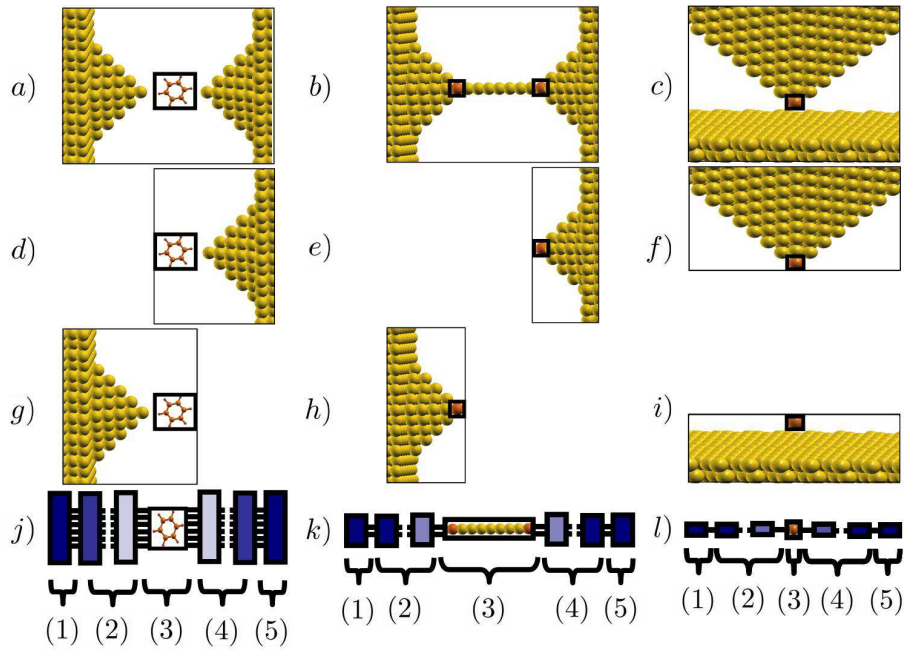 a) b) c)
d) e) f)
g) h) i)
j) k) l)
(1) (2) (3) (4) (5) (1) (2) (3) (4) (5) (1) (2) (3) (4) (5)